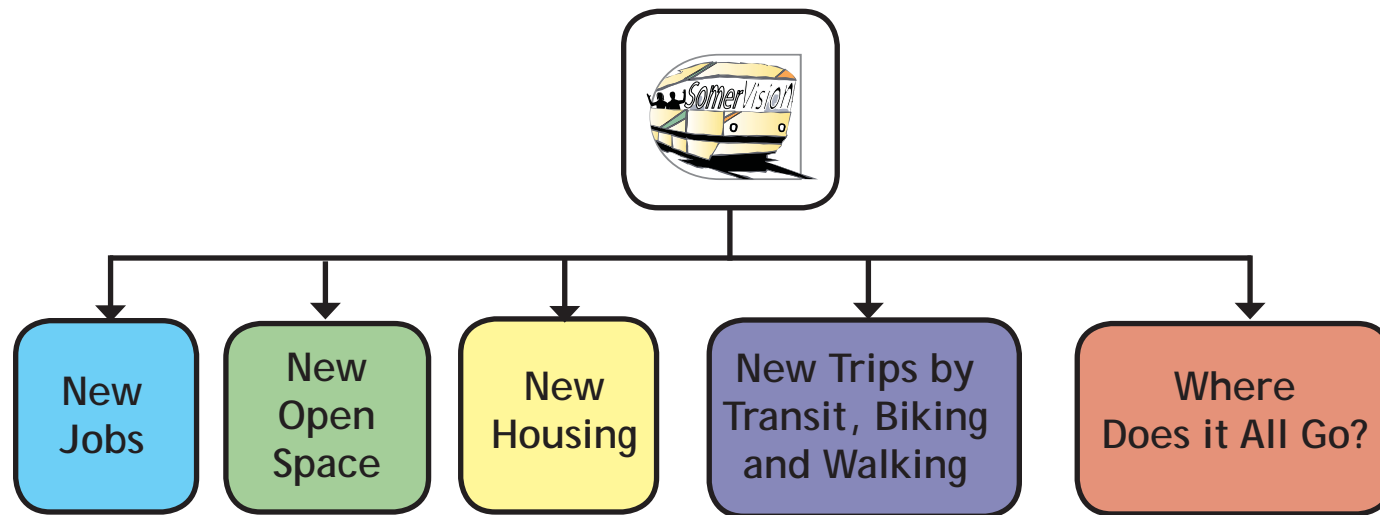 SomerVision
New
Jobs
New
Open
Space
New
Housing
New Trips by
Transit, Biking
and Walking
Where
Does it All Go?